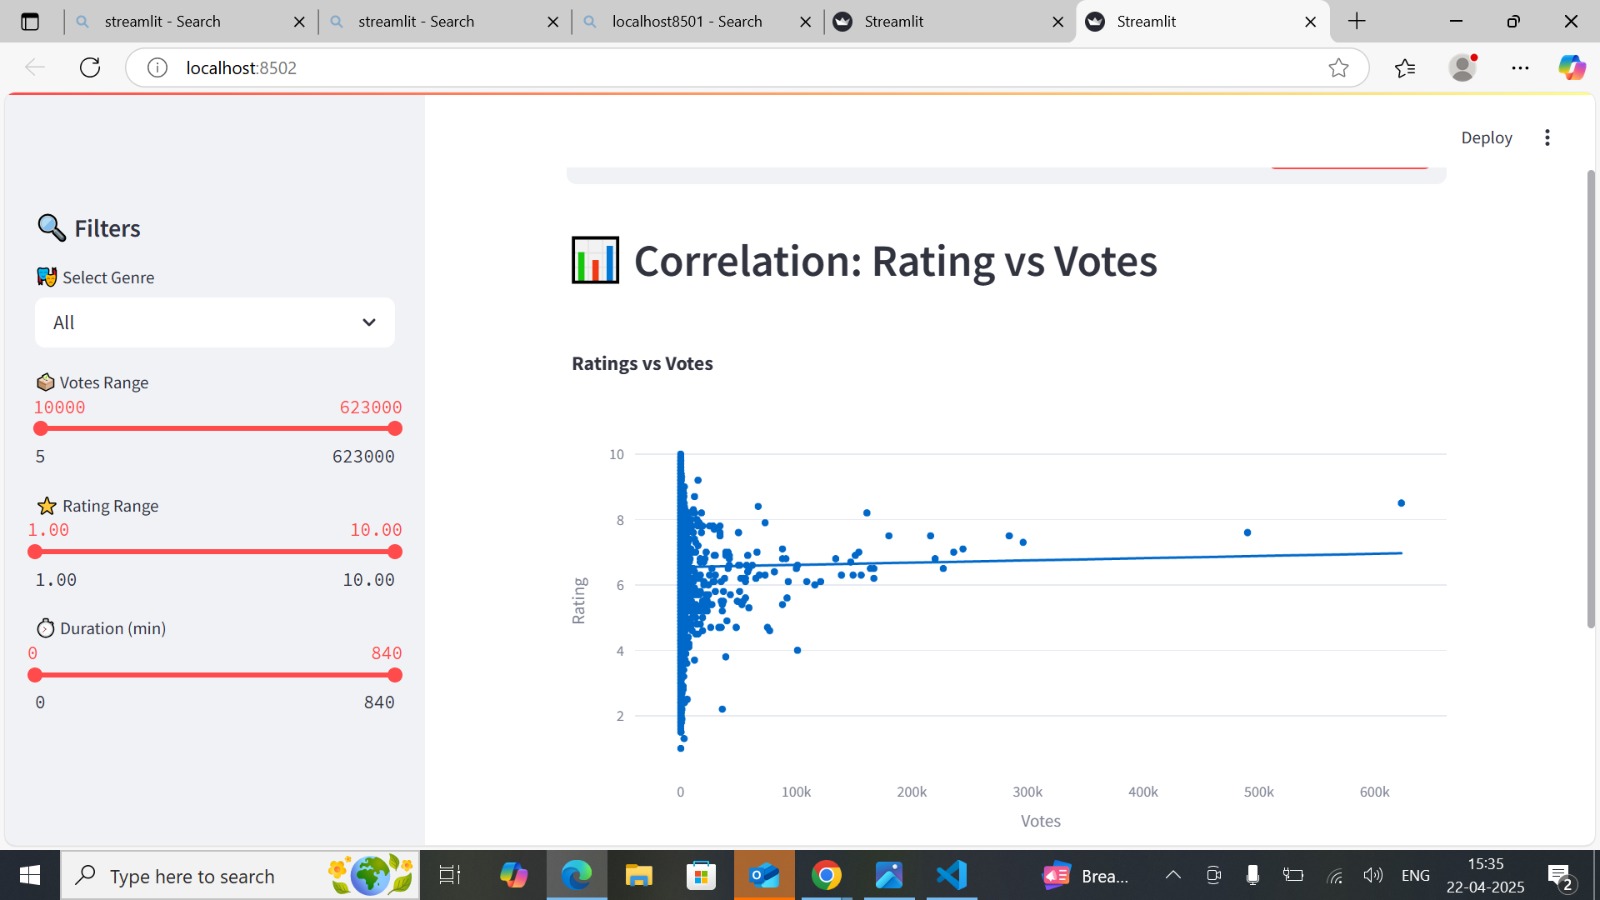 streamlit - Search
streamlit - Search
localhost8501 - Search
Streamlit
Streamlit
localhost:8502
Deploy
Filters
Select Genre
All
Votes Range
10000 623000
5 623000
Rating Range
1.00 10.00
1.00 10.00
Duration (min)
0 840
0 840
Correlation: Rating vs Votes
Ratings vs Votes
10
8
6
4
2
Rating
0 100k 200k 300k 400k 500k 600k
Votes
Type here to search
Brea...
ENG
15:35
22-04-2025
2